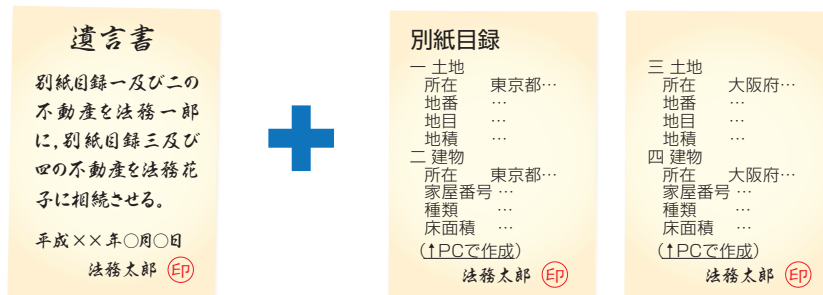 遺言書
別紙目録一及び二の
不動産を法務一郎
に,別紙目録三及び
四の不動産を法務花
子に相続させる。
平成××年〇月〇日
法務太郎 印
別紙目録
一 土地
所在 東京都…
地番 …
地目 …
地積 …
二 建物
所在 東京都…
家屋番号 …
種類 …
床面積 …
(↑PCで作成)
法務太郎 印
三 土地
所在 大阪府…
地番 …
地目 …
地積 …
四 建物
所在 大阪府…
家屋番号 …
種類 …
床面積 …
(↑PCで作成)
法務太郎 印